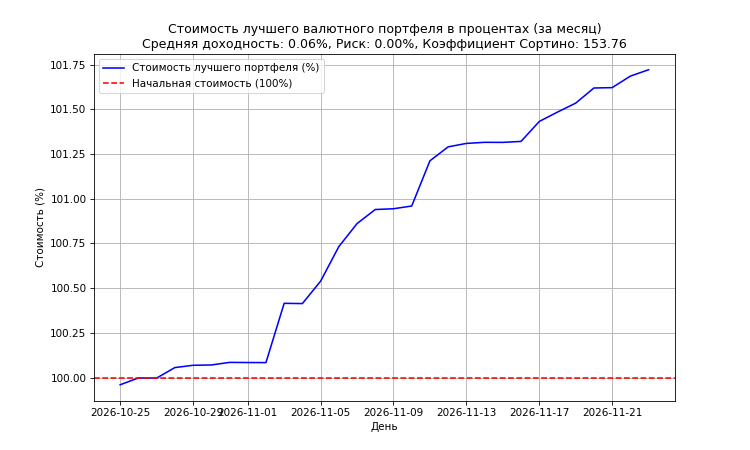 Стоимость лучшего валютного портфеля в процентах (за месяц)
Средняя доходность: 0.06%, Риск: 0.00%, Коэффициент Сортино: 153.76
Стоимость лучшего портфеля (%)
Начальная стоимость (100%)
Стоимость (%)
101.75
101.50
101.25
101.00
100.75
100.50
100.25
100.00
2026-10-25 2026-10-29 2026-11-01 2026-11-05 2026-11-09 2026-11-13 2026-11-17 2026-11-21
День